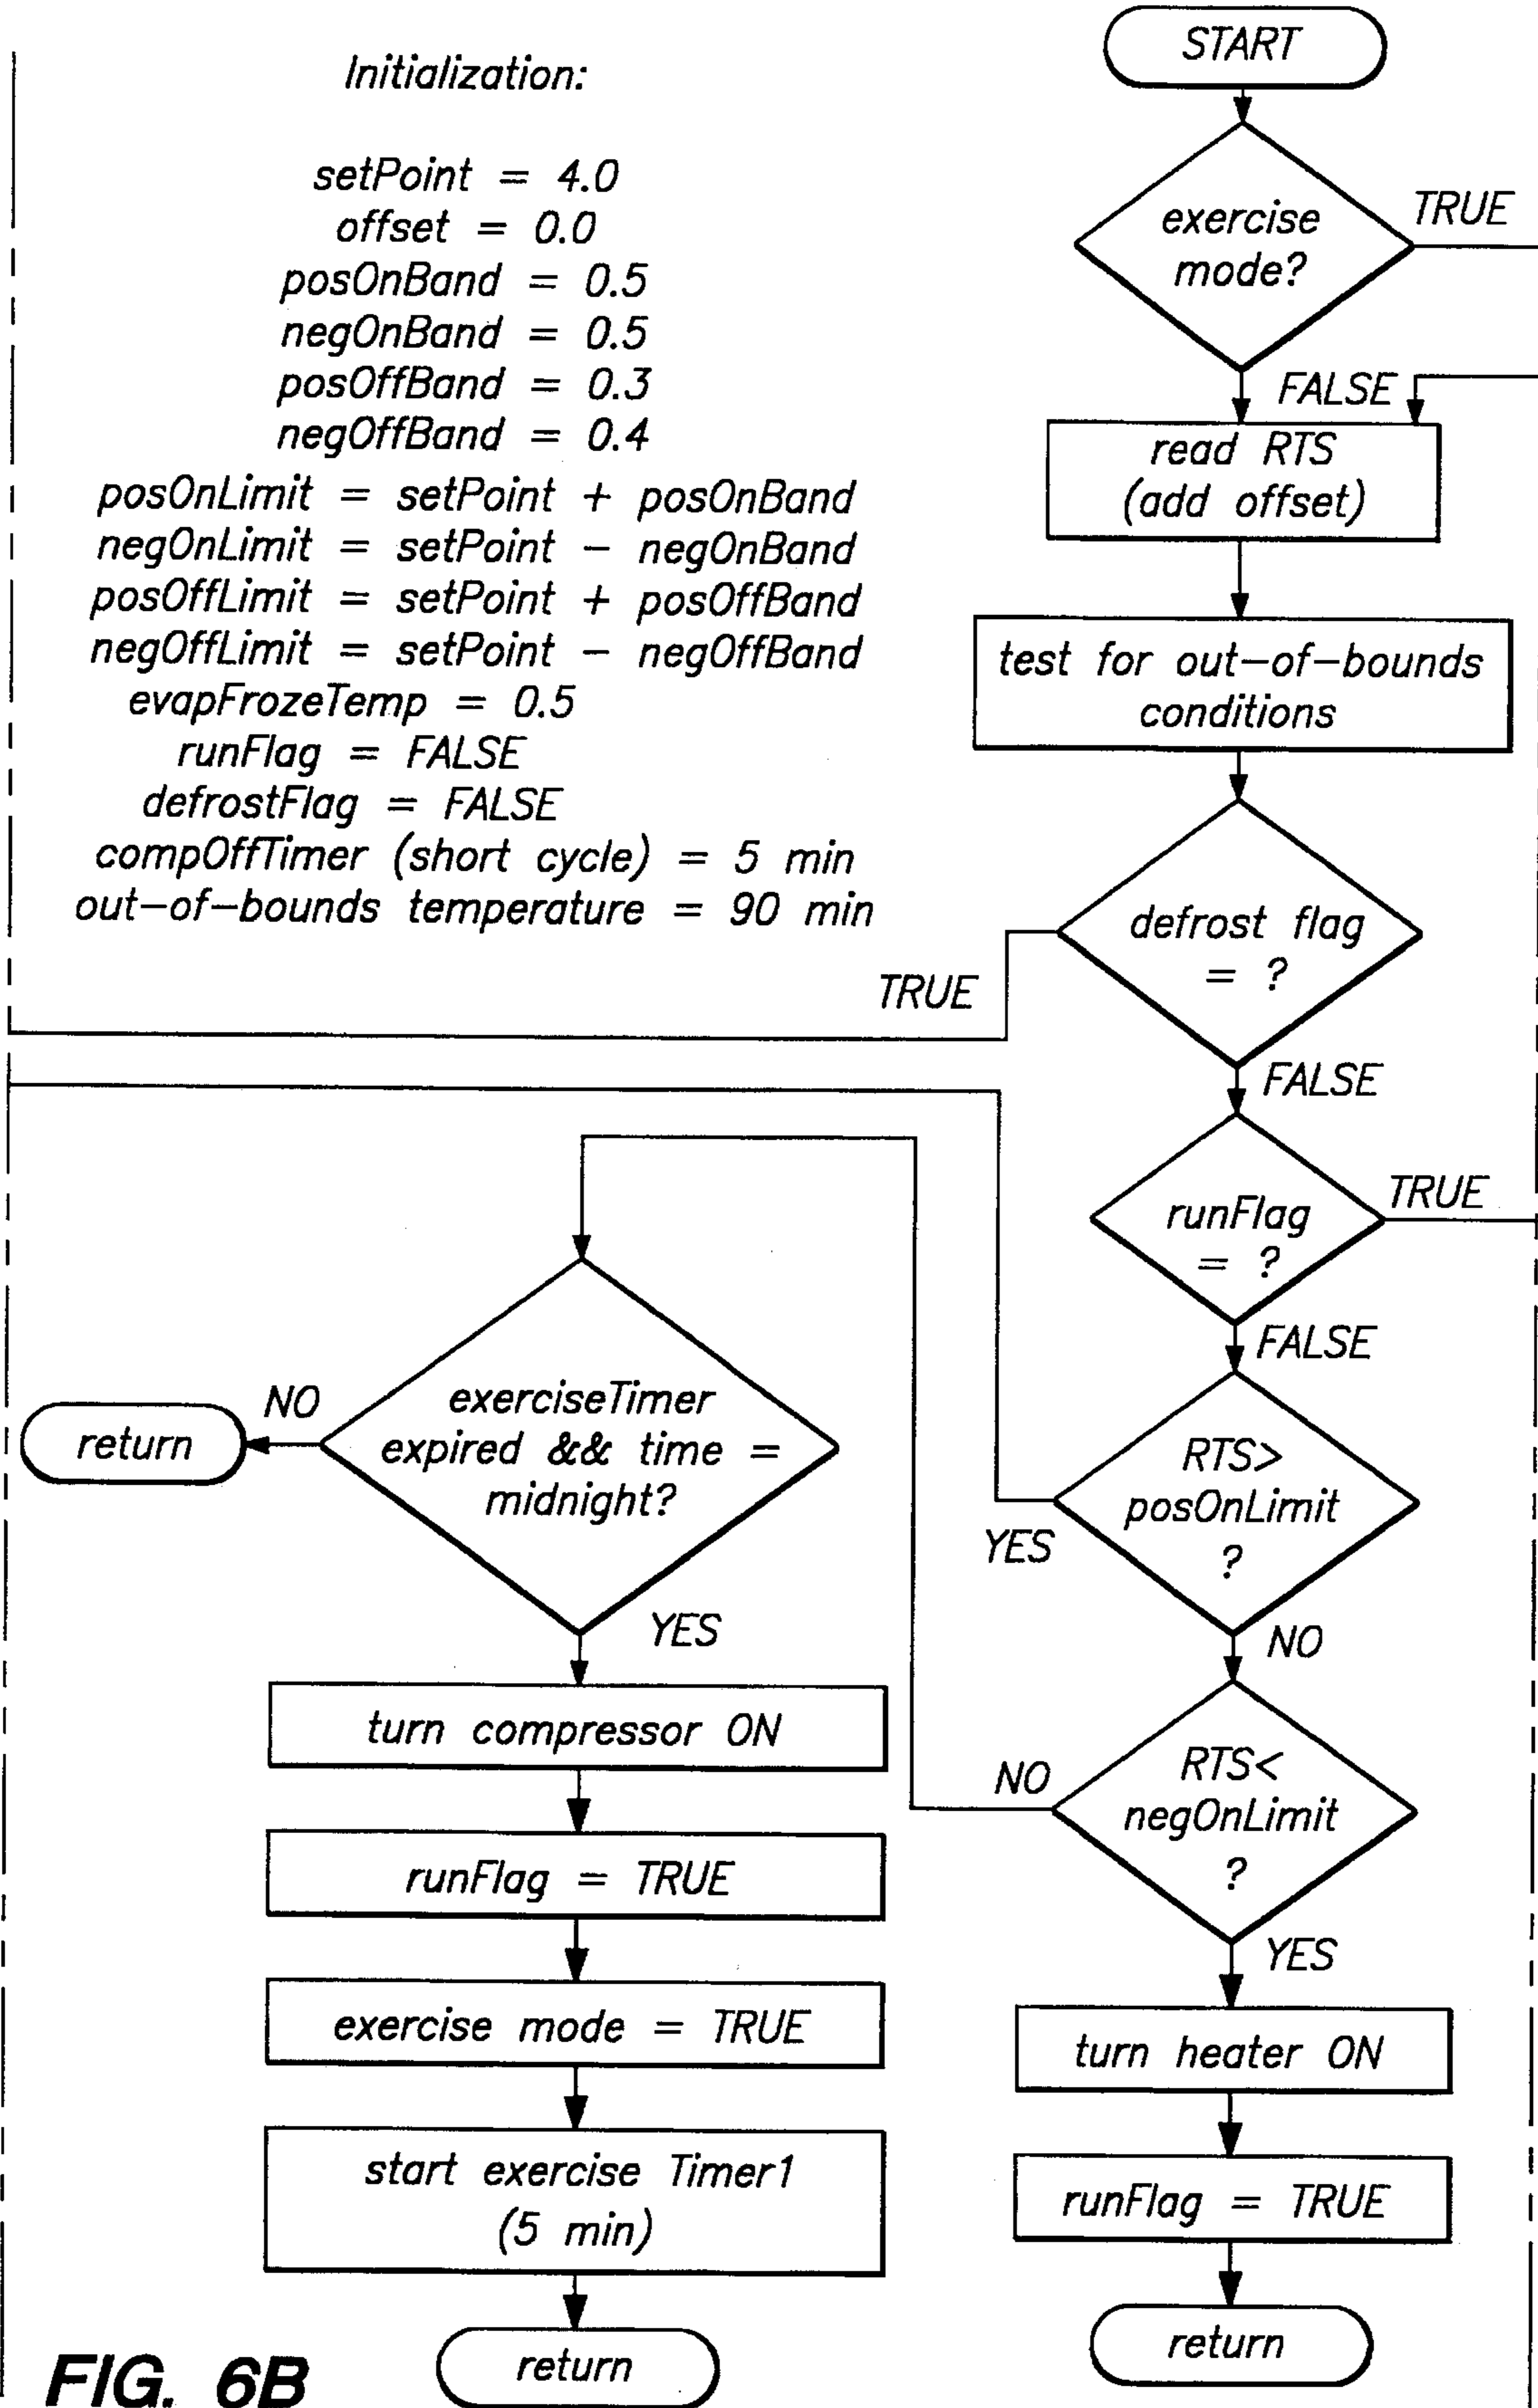 Initialization:
setPoint = 4.0
offset = 0.0
posOnBand = 0.5
negOnBand = 0.5
posOffBand = 0.3
negOffBand = 0.4
posOnLimit = setPoint + posOnBand
negOnLimit = setPoint − negOnBand
posOffLimit = setPoint + posOffBand
negOffLimit = setPoint − negOffBand
evapFrozeTemp = 0.5
runFlag = FALSE
defrostFlag = FALSE
compOffTimer (short cycle) = 5 min
out−of−bounds temperature = 90 min
START
exercise
mode?
TRUE
FALSE
read RTS
(add offset)
test for out−of−bounds
conditions
defrost flag
= ?
TRUE
FALSE
runFlag
= ?
TRUE
FALSE
RTS>
posOnLimit
?
YES
NO
RTS<
negOnLimit
?
NO
YES
turn heater ON
runFlag = TRUE
return
exerciseTimer
expired && time =
midnight?
NO
return
YES
turn compressor ON
runFlag = TRUE
exercise mode = TRUE
start exercise Timer1
(5 min)
return
FIG. 6B